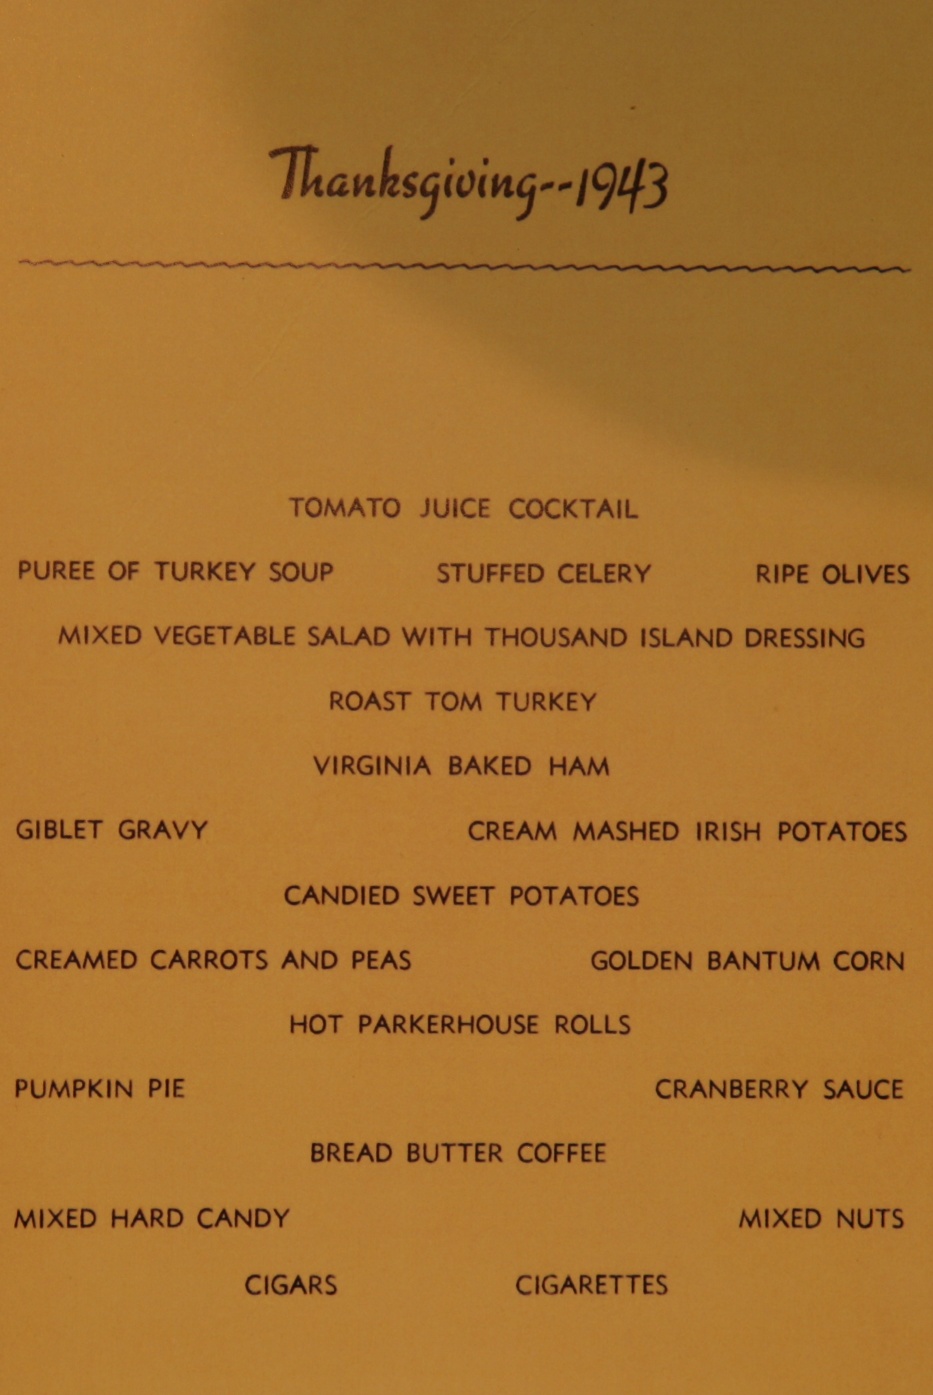 Thanksgiving--1943
TOMATO JUICE COCKTAIL
PUREE OF TURKEY SOUP STUFFED CELERY RIPE OLIVES
MIXED VEGETABLE SALAD WITH THOUSAND ISLAND DRESSING
ROAST TOM TURKEY
VIRGINIA BAKED HAM
GIBLET GRAVY CREAM MASHED IRISH POTATOES
CANDIED SWEET POTATOES
CREAMED CARROTS AND PEAS GOLDEN BANTUM CORN
HOT PARKERHOUSE ROLLS
PUMPKIN PIE CRANBERRY SAUCE
BREAD BUTTER COFFEE
MIXED HARD CANDY MIXED NUTS
CIGARS CIGARETTES